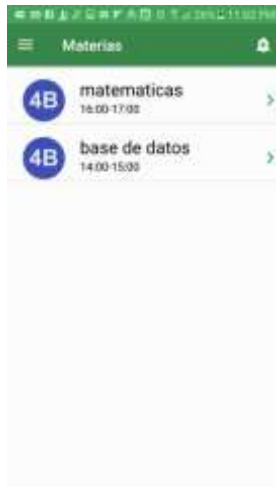 Materias
4B
matematicas
16:00-17:00
4B
base de datos
14:00-15:00